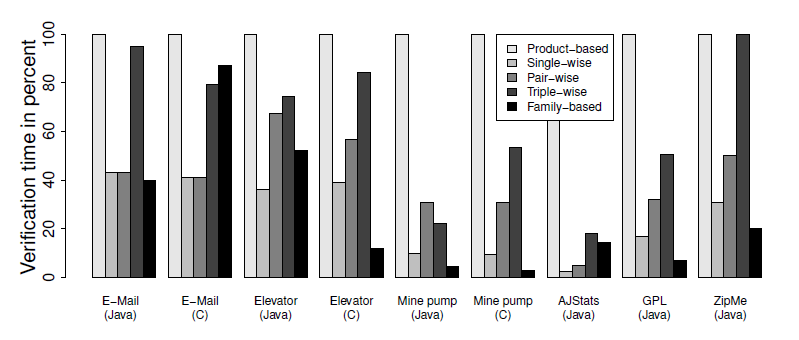 Verification time in percent
100
80
60
40
20
0
Product−based
Single−wise
Pair−wise
Triple−wise
Family−based
E−Mail
(Java)
E−Mail
(C)
Elevator
(Java)
Elevator
(C)
Mine pump
(Java)
Mine pump
(C)
AJStats
(Java)
GPL
(Java)
ZipMe
(Java)